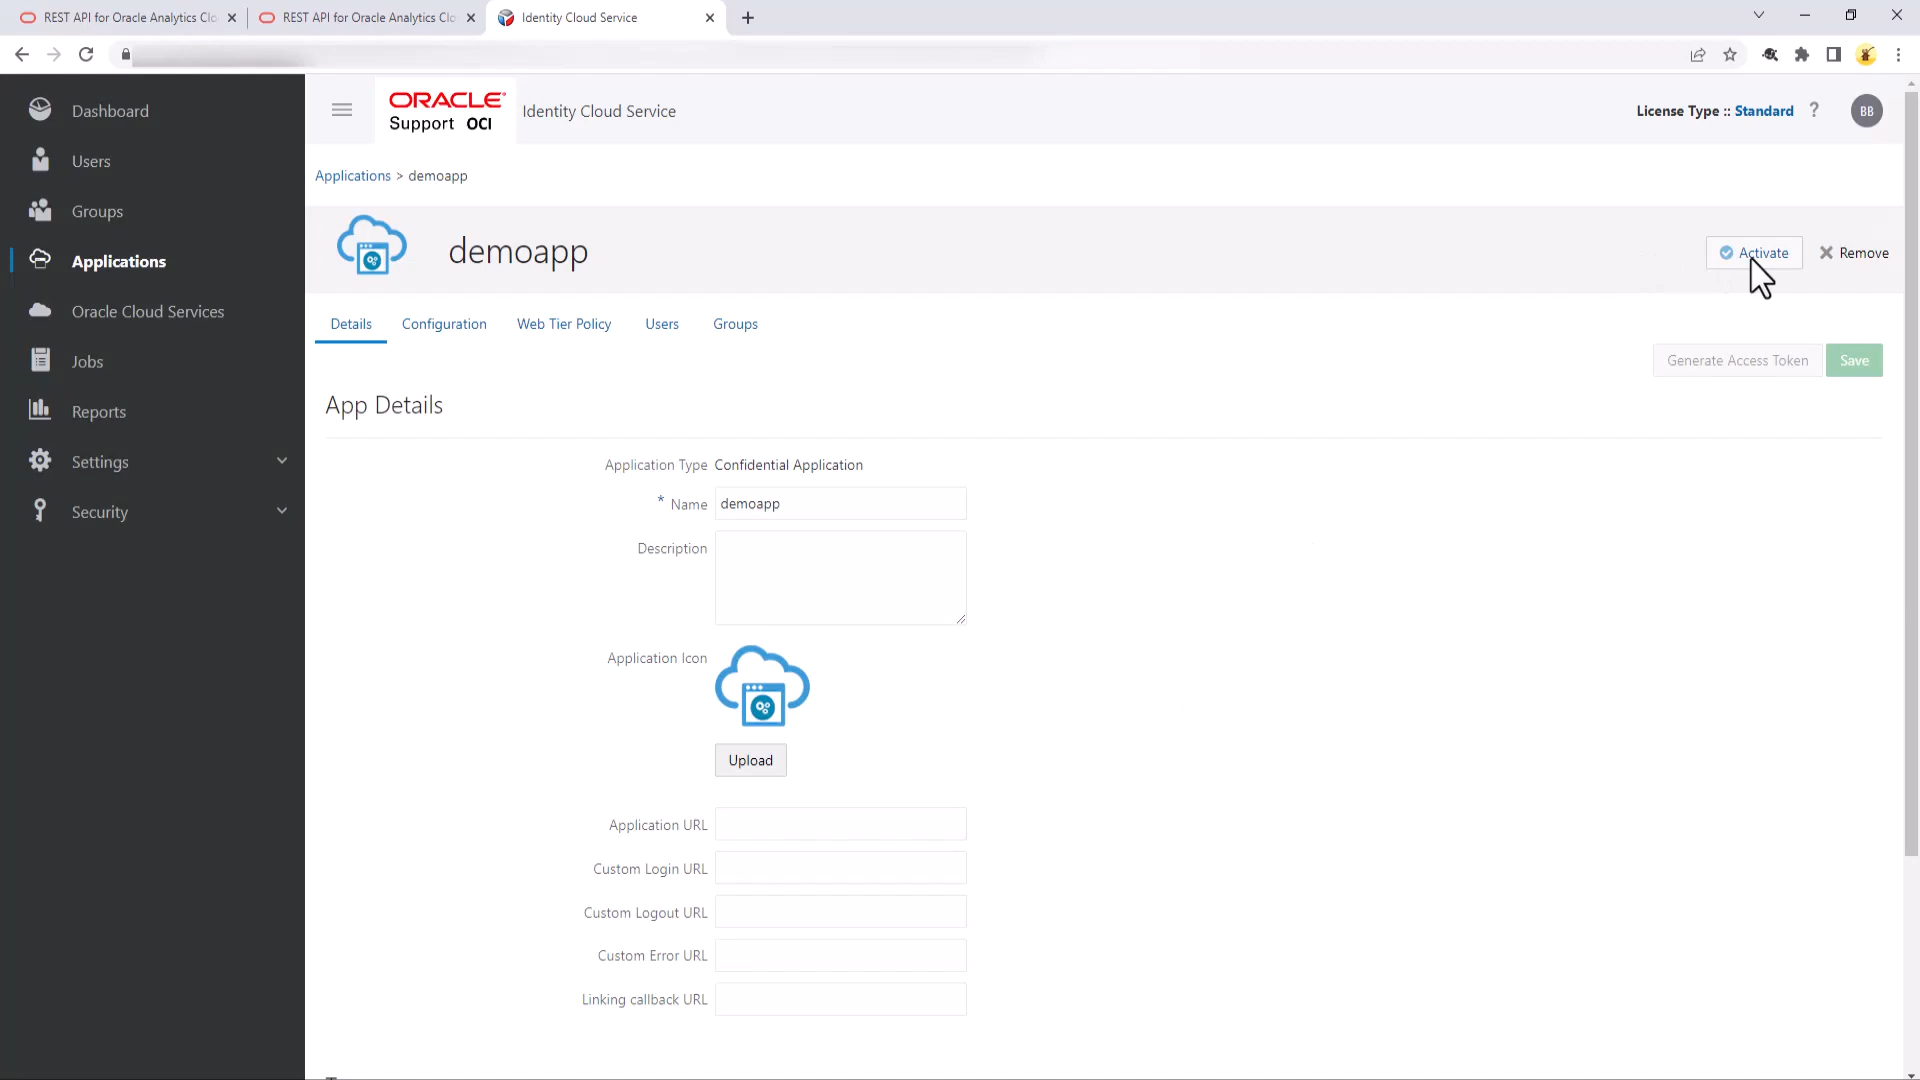 REST API for Oracle Analytics Clo
REST API for Oracle Analytics Clo
Identity Cloud Service
Dashboard
Users
Groups
Applications
Oracle Cloud Services
Jobs
Reports
Settings
Security
ORACLE
Support OCI
Identity Cloud Service
License Type :: Standard ?
BB
Applications > demoapp
demoapp
Activate
Remove
Details
Configuration
Web Tier Policy
Users
Groups
Generate Access Token
Save
App Details
Application Type Confidential Application
* Name demoapp
Description
Application Icon
Upload
Application URL
Custom Login URL
Custom Logout URL
Custom Error URL
Linking callback URL